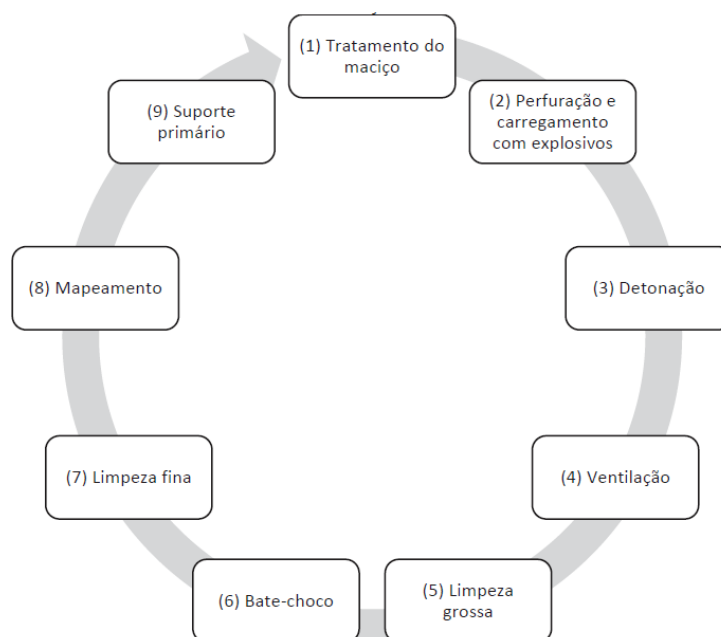 (1) Tratamento do
maciço
(2) Perfuração e
carregamento
com explosivos
(3) Detonação
(4) Ventilação
(5) Limpeza
grossa
(6) Bate-choco
(7) Limpeza fina
(8) Mapeamento
(9) Suporte
primário